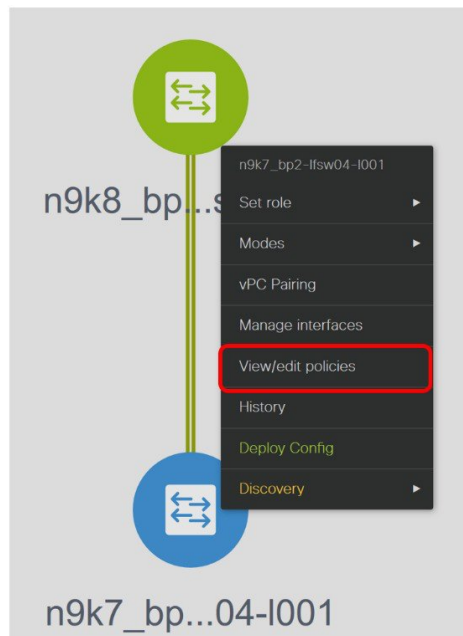 n9k8_bp...s
n9k7_bp2-lfsw04-l001
Set role
Modes
vPC Pairing
Manage interfaces
View/edit policies
History
Deploy Config
Discovery
n9k7_bp...04-l001